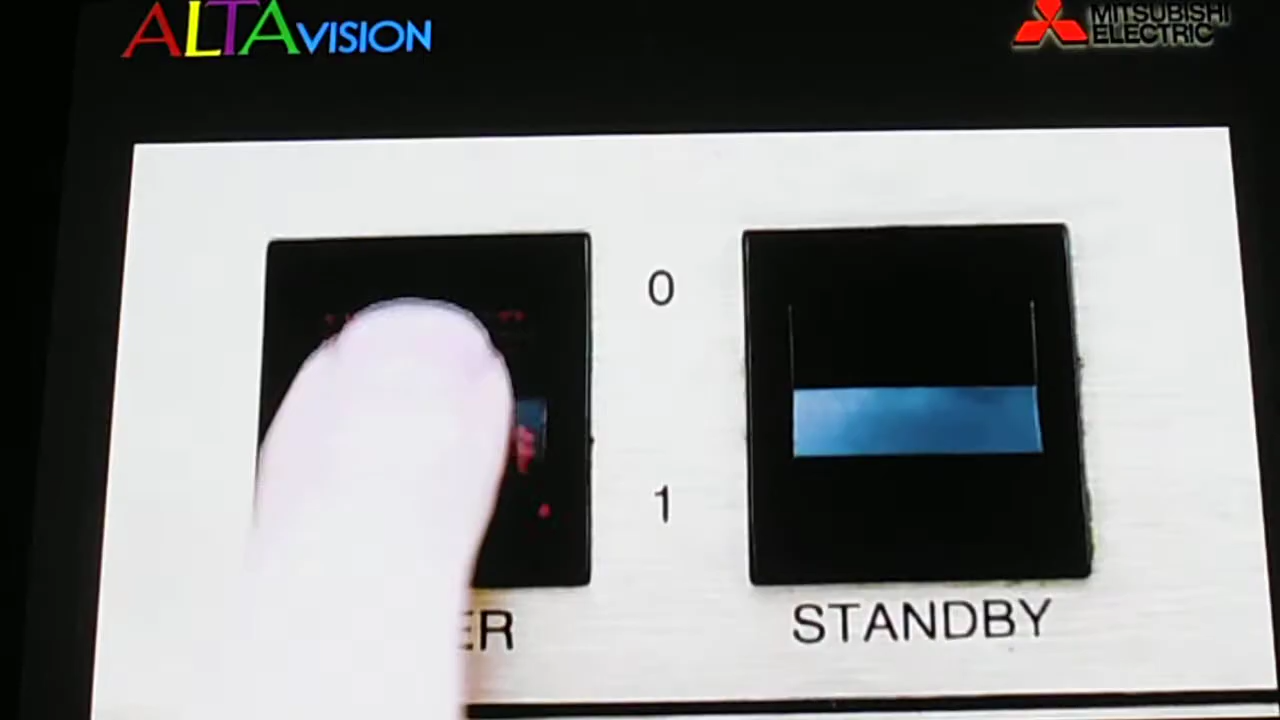 ALTAVISION
MITSUBISHI
ELECTRIC
0
1
ER
STANDBY